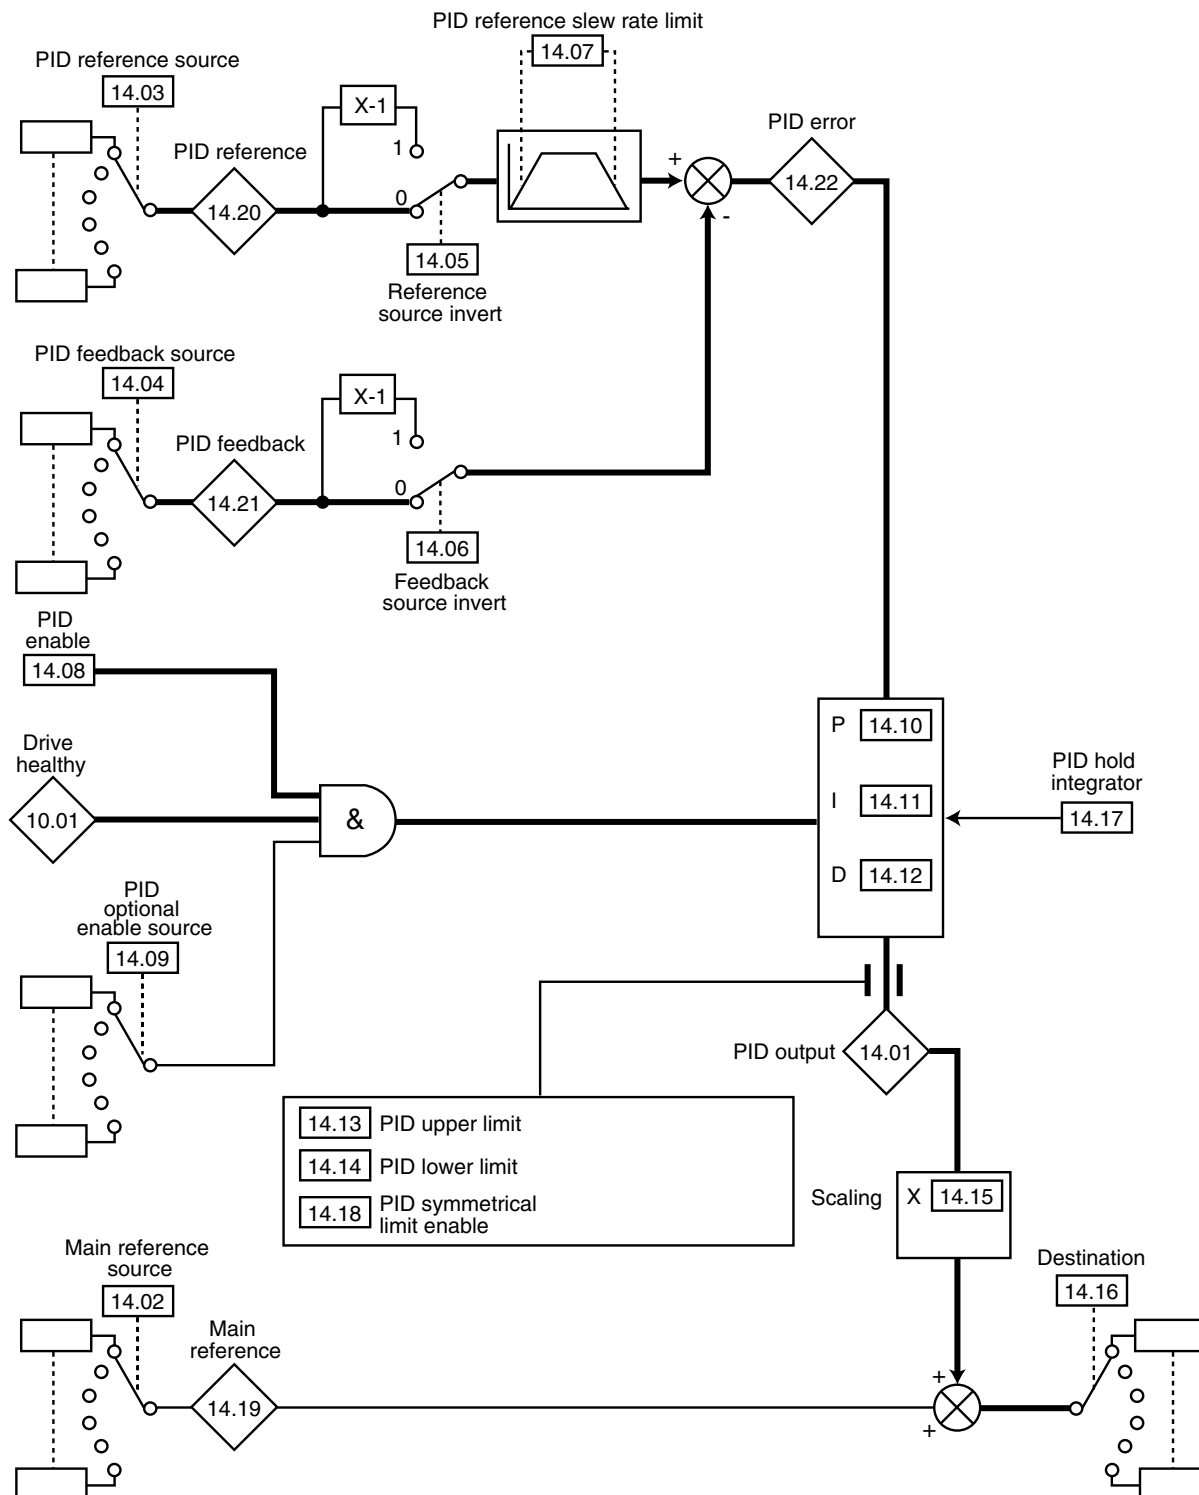 PID reference slew rate limit
14.07
PID reference source
14.03
X-1
1
PID reference
14.20
0
14.05
Reference
source invert
+
-
PID error
14.22
PID feedback source
14.04
X-1
1
PID feedback
14.21
0
14.06
Feedback
source invert
PID
enable
14.08
Drive
healthy
10.01
&
P 14.10
I 14.11
D 14.12
PID hold
integrator
14.17
PID
optional
enable source
14.09
PID output
14.01
14.13 PID upper limit
14.14 PID lower limit
14.18 PID symmetrical
limit enable
Scaling
X 14.15
Main reference
source
14.02
Main
reference
14.19
+
+
Destination
14.16